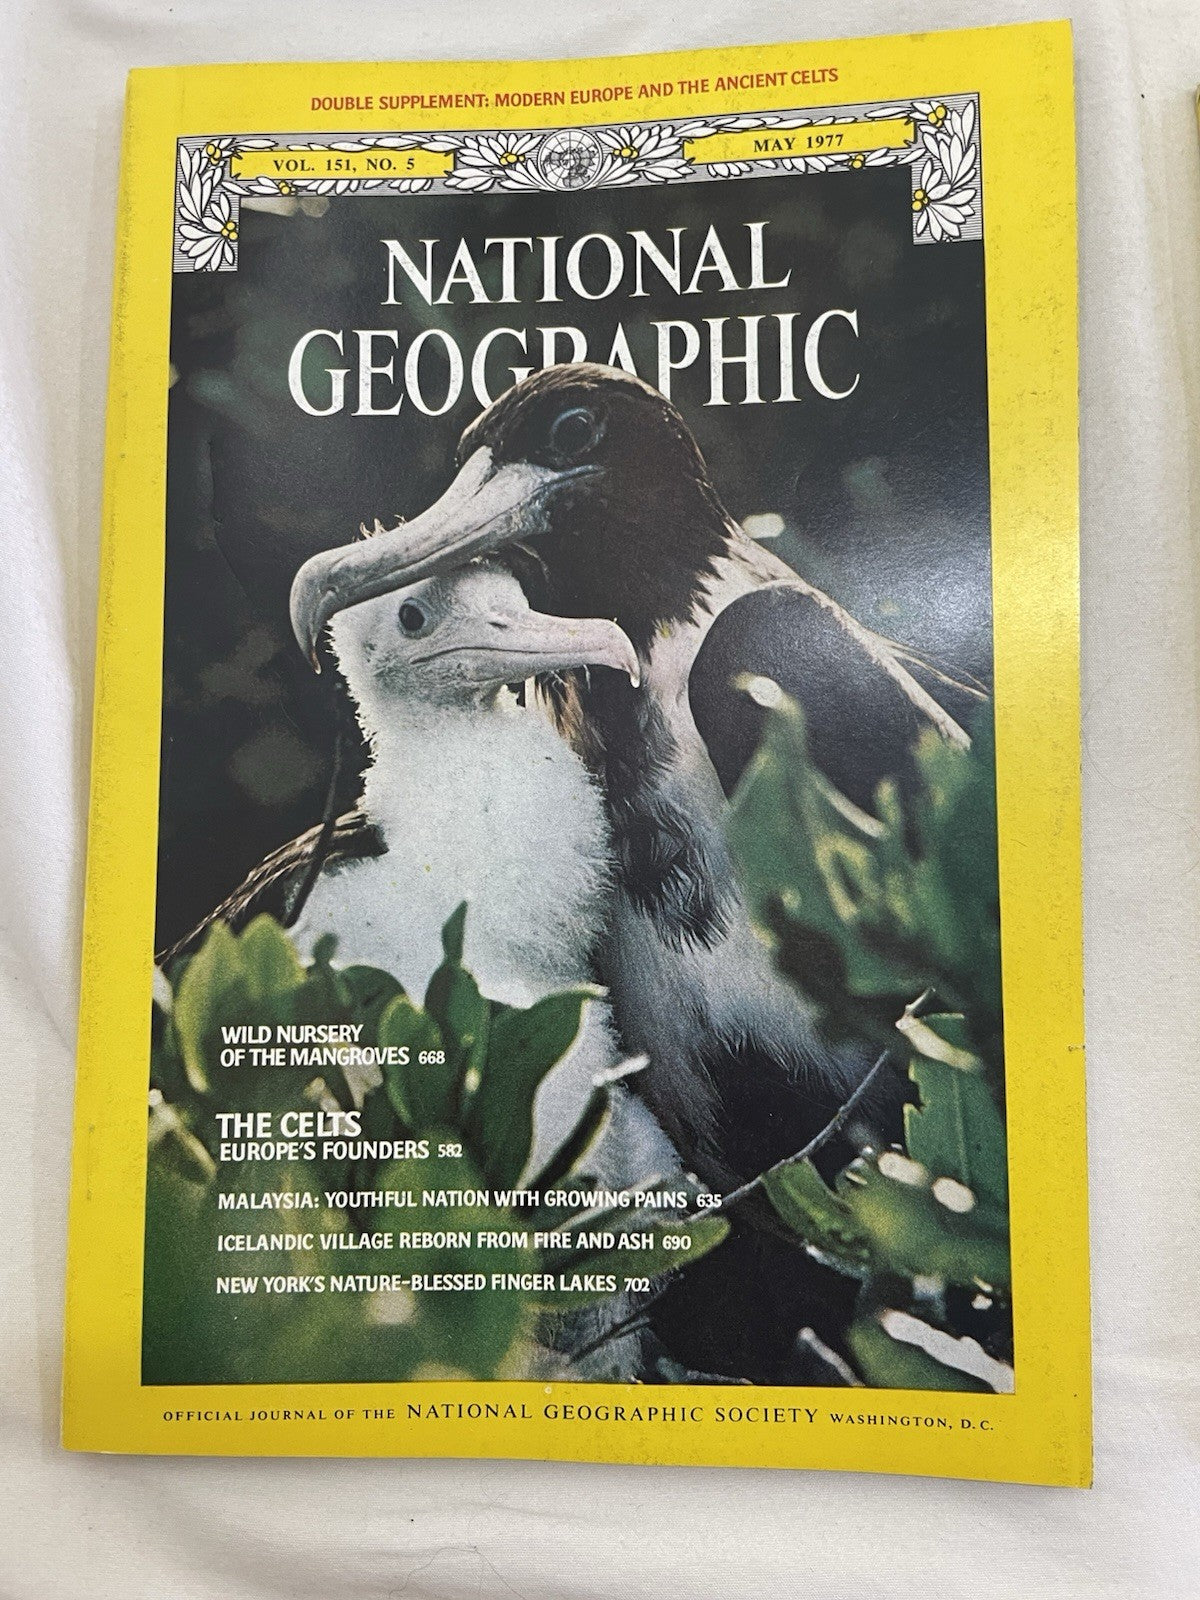 DOUBLE SUPPLEMENT: MODERN EUROPE AND THE ANCIENT CELTS
VOL. 151, NO. 5
MAY 1977
NATIONAL
GEOGRAPHIC
WILD NURSERY
OF THE MANGROVES 668
THE CELTS
EUROPE'S FOUNDERS 582
MALAYSIA: YOUTHFUL NATION WITH GROWING PAINS 635
ICELANDIC VILLAGE REBORN FROM FIRE AND ASH 690
NEW YORK'S NATURE-BLESSED FINGER LAKES 702
OFFICIAL JOURNAL OF THE NATIONAL GEOGRAPHIC SOCIETY WASHINGTON, D.C.